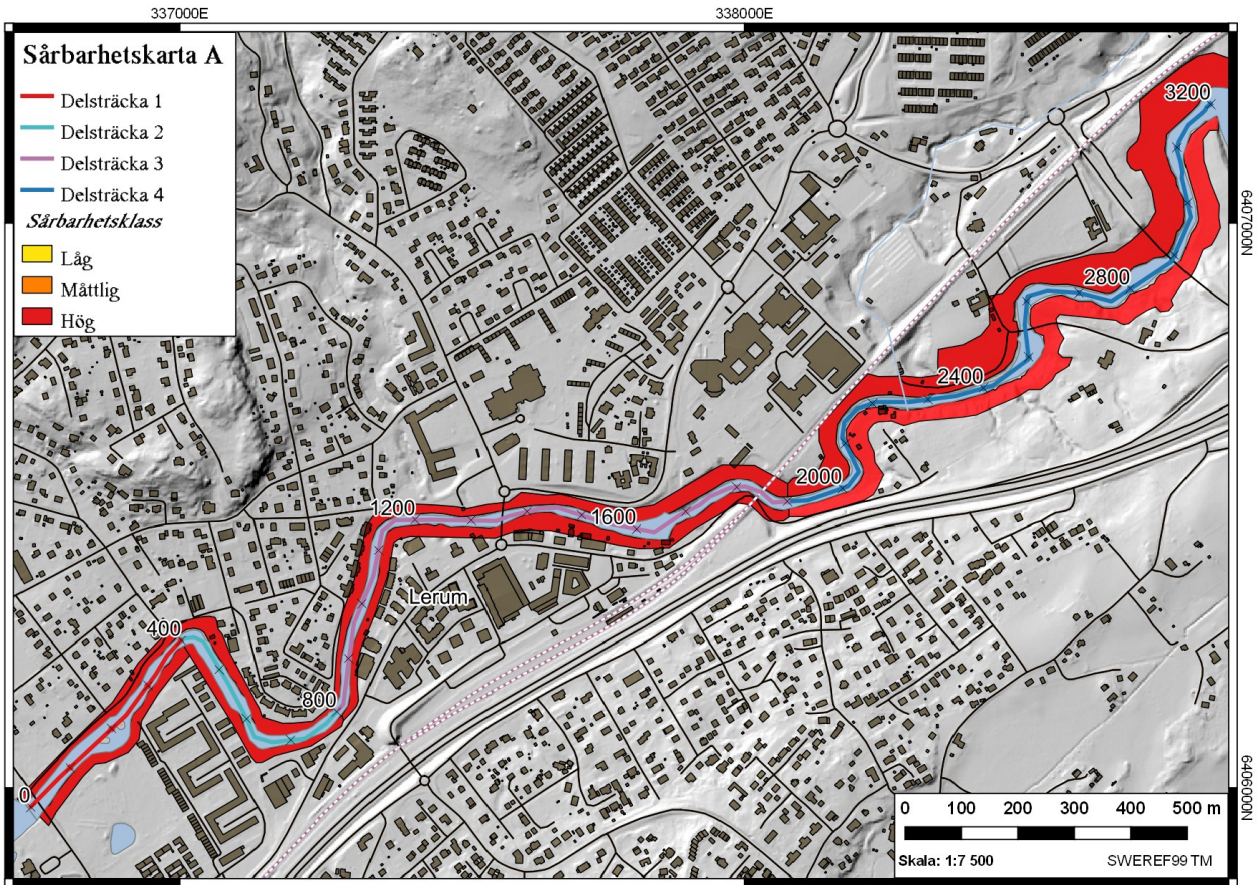 337000E
338000E
Sårbarhetskarta A
Delsträcka 1
Delsträcka 2
Delsträcka 3
Delsträcka 4
Sårbarhetsklass
Låg
Måttlig
Hög
3200
6407000N
2800
2400
2000
1200
1600
Lerum
400
800
0
6406000N
0 100 200 300 400 500 m
Skala: 1:7 500
SWEREF99 TM